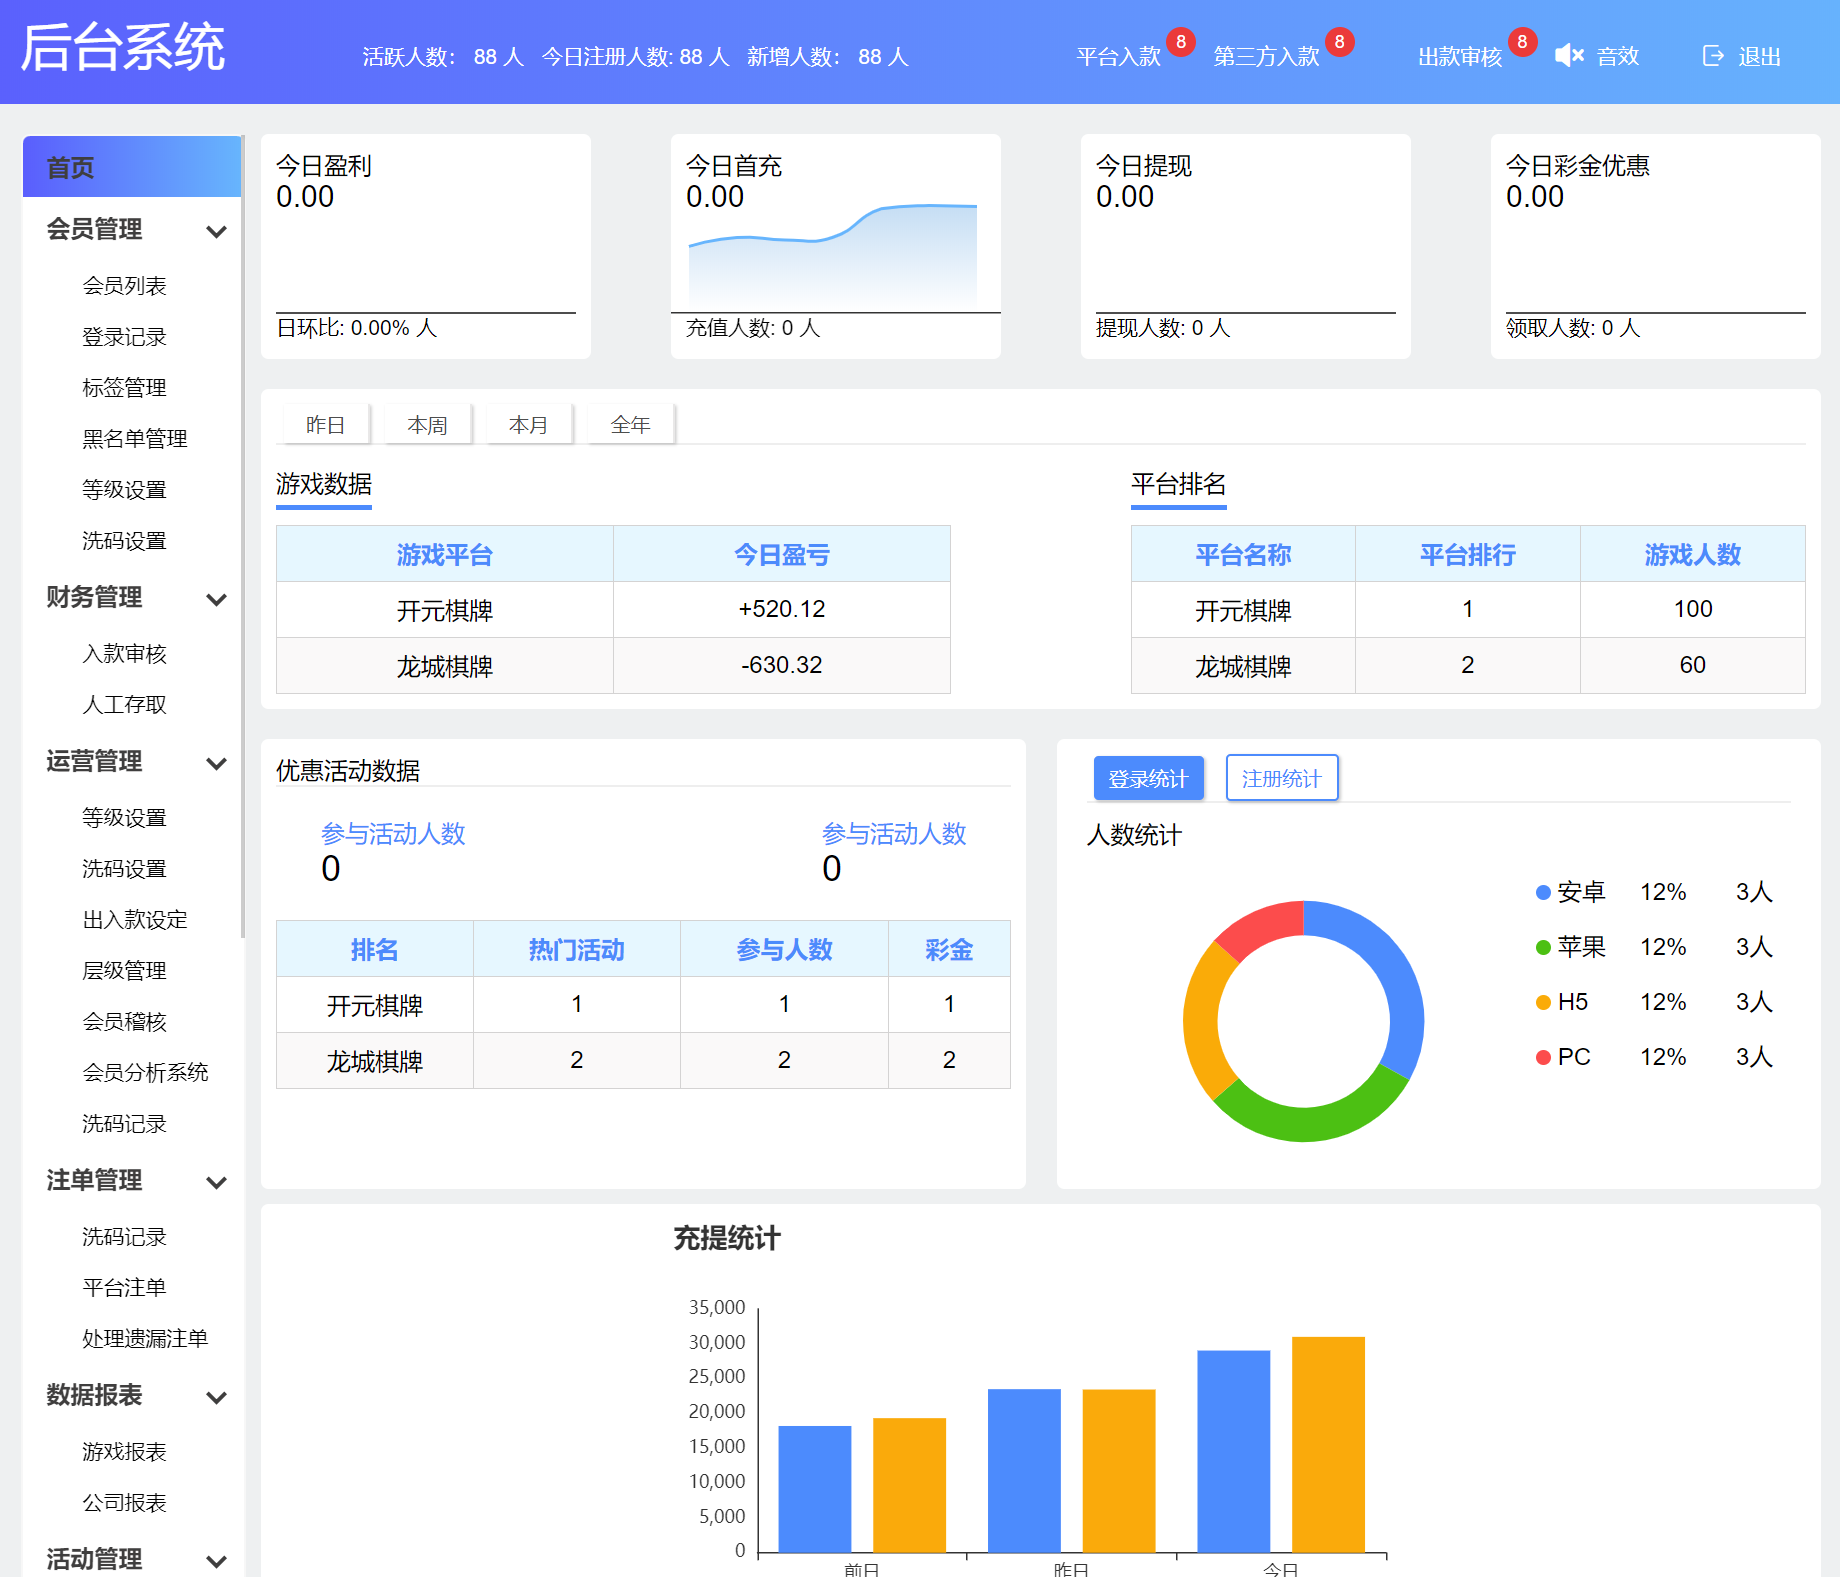 后台系统
活跃人数： 88 人 今日注册人数: 88 人 新增人数： 88 人
平台入款 8 第三方入款 8 出款审核 8 音效 退出
首页
会员管理
会员列表
登录记录
标签管理
黑名单管理
等级设置
洗码设置
财务管理
入款审核
人工存取
运营管理
等级设置
洗码设置
出入款设定
层级管理
会员稽核
会员分析系统
洗码记录
注单管理
洗码记录
平台注单
处理遗漏注单
数据报表
游戏报表
公司报表
活动管理
今日盈利
0.00
日环比: 0.00% 人
今日首充
0.00
充值人数: 0 人
今日提现
0.00
提现人数: 0 人
今日彩金优惠
0.00
领取人数: 0 人
昨日 本周 本月 全年
游戏数据
游戏平台 今日盈亏
开元棋牌 +520.12
龙城棋牌 -630.32
平台排名
平台名称 平台排行 游戏人数
开元棋牌 1 100
龙城棋牌 2 60
优惠活动数据
参与活动人数 参与活动人数
0 0
排名 热门活动 参与人数 彩金
开元棋牌 1 1 1
龙城棋牌 2 2 2
登录统计 注册统计
人数统计
安卓 12% 3人
苹果 12% 3人
H5 12% 3人
PC 12% 3人
充提统计
35,000
30,000
25,000
20,000
15,000
10,000
5,000
0
前日 昨日 今日